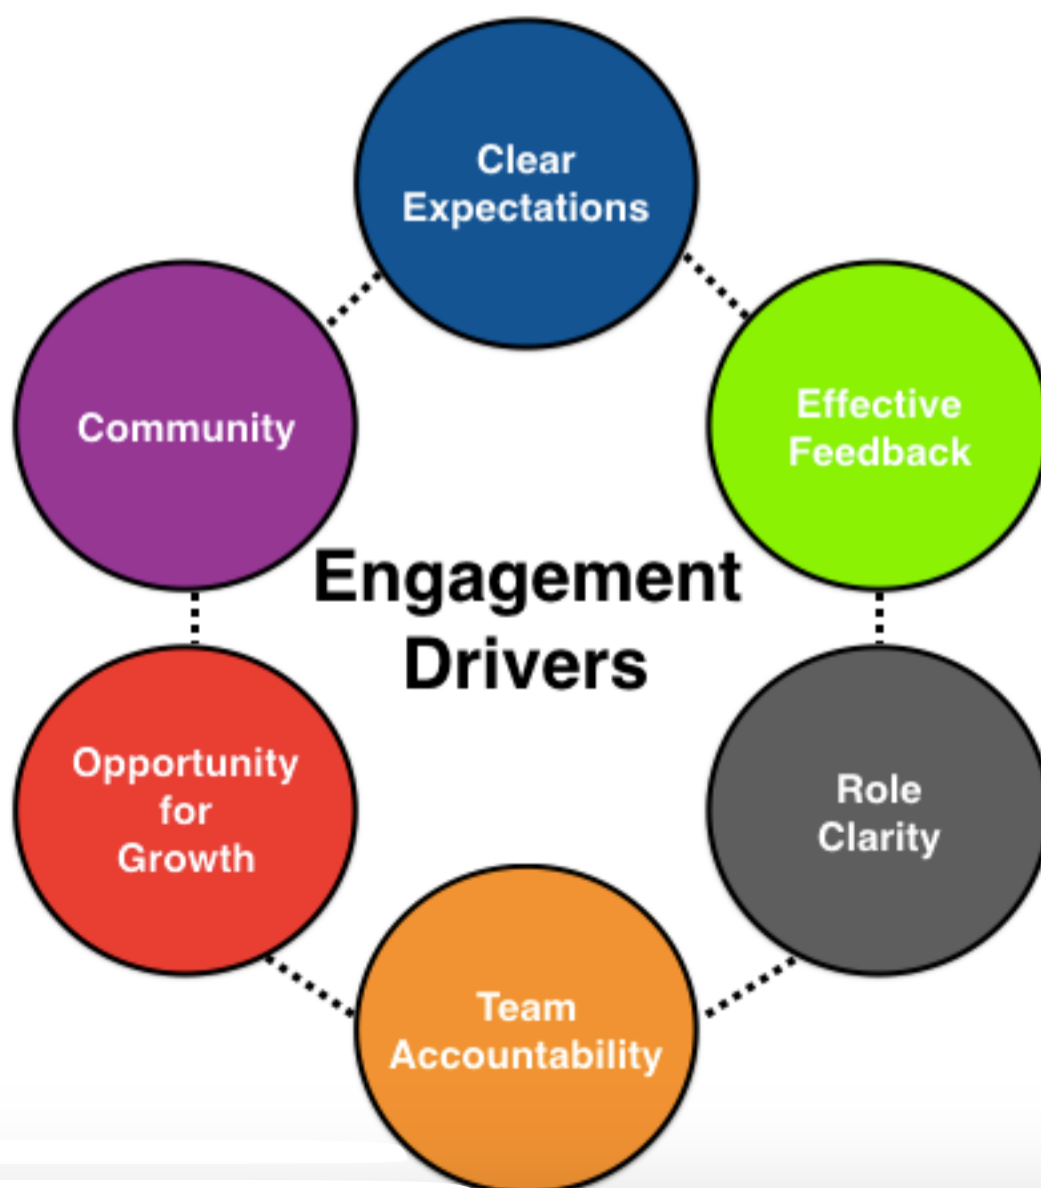 Clear
Expectations
Effective
Feedback
Role
Clarity
Team
Accountability
Opportunity
for
Growth
Community
Engagement
Drivers